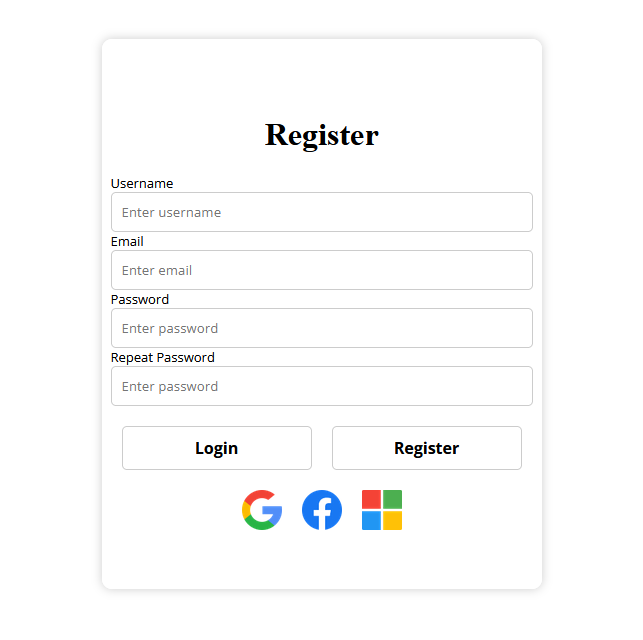 Register
Username
Enter username
Email
Enter email
Password
Enter password
Repeat Password
Enter password
Login Register